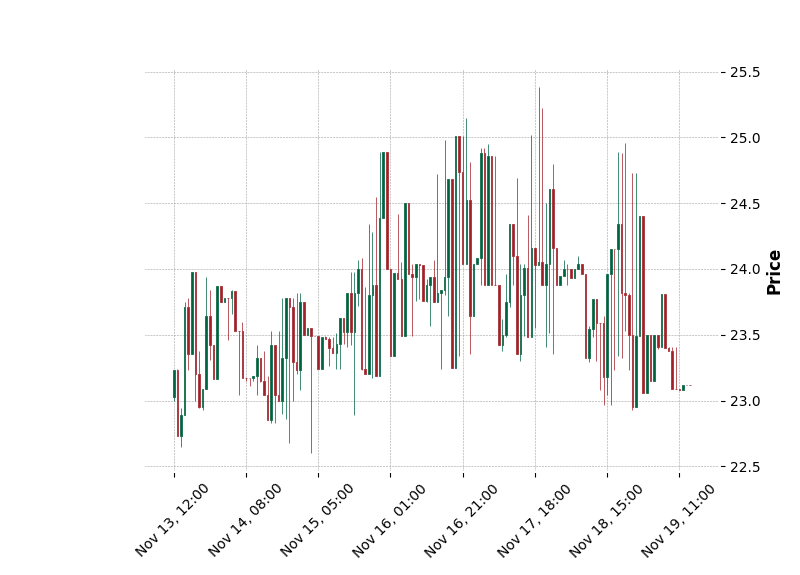 25.5
25.0
24.5
24.0
23.5
23.0
22.5
Price
Nov 13, 12:00
Nov 14, 08:00
Nov 15, 05:00
Nov 16, 01:00
Nov 16, 21:00
Nov 17, 18:00
Nov 18, 15:00
Nov 19, 11:00